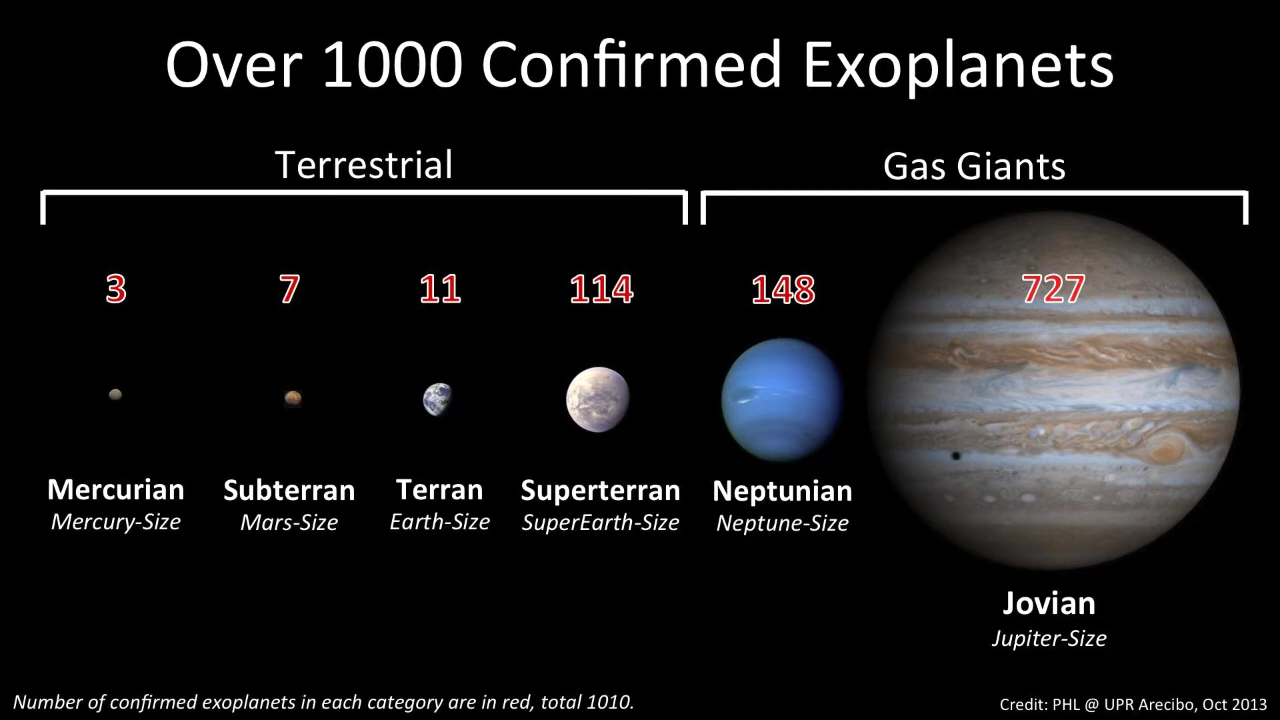 Over 1000 Confirmed Exoplanets
Terrestrial
Gas Giants
3
7
11
114
148
727
Mercurian
Subterran
Terran
Superterran
Neptunian
Mercury-Size
Mars-Size
Earth-Size
SuperEarth-Size
Neptune-Size
Jovian
Jupiter-Size
Number of confirmed exoplanets in each category are in red, total 1010.
Credit: PHL @ UPR Arecibo, Oct 2013